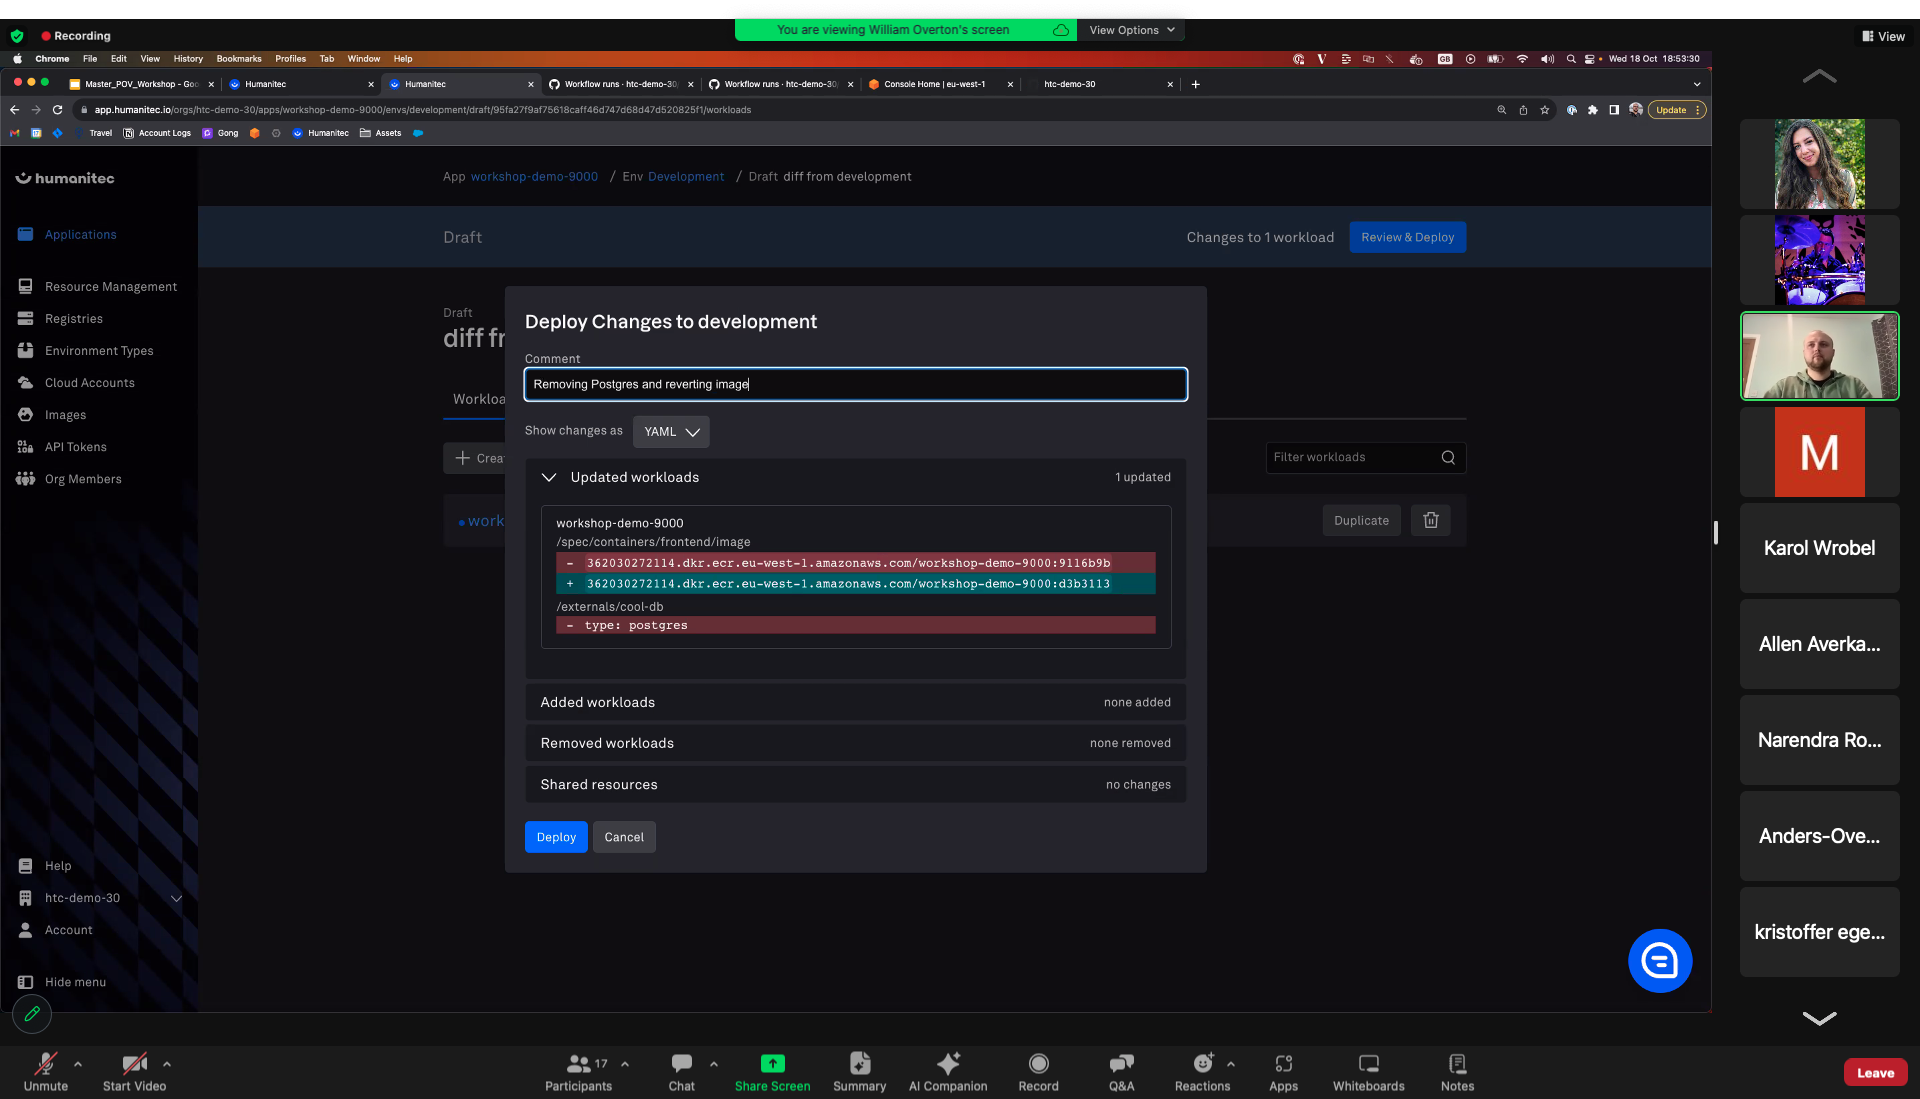 You are viewing William Overton's screen
View Options
Recording
View
Chrome File Edit View History Bookmarks Profiles Tab Window Help
GB
Wed 18 Oct 18:53:30
Master_POV_Workshop - Goo
Humanitec
Humanitec
Workflow runs · htc-demo-30/
Workflow runs · htc-demo-30/
Console Home | eu-west-1
htc-demo-30
app.humanitec.io/orgs/htc-demo-30/apps/workshop-demo-9000/envs/development/draft/95fa27f9af75618caff46d747d68d47d520825f1/workloads
Update
Travel
Account Logs
Gong
Humanitec
Assets
humanitec
App workshop-demo-9000 / Env Development / Draft diff from development
Applications
Resource Management
Registries
Environment Types
Cloud Accounts
Images
API Tokens
Org Members
Help
htc-demo-30
Account
Hide menu
Draft
Changes to 1 workload
Review & Deploy
Draft
diff fr
Workloa
Crea
Filter workloads
work
Duplicate
Deploy Changes to development
Comment
Removing Postgres and reverting image
Show changes as YAML
Updated workloads
1 updated
workshop-demo-9000
/spec/containers/frontend/image
- 362030272114.dkr.ecr.eu-west-1.amazonaws.com/workshop-demo-9000:9116b9b
+ 362030272114.dkr.ecr.eu-west-1.amazonaws.com/workshop-demo-9000:d3b3113
/externals/cool-db
- type: postgres
Added workloads
none added
Removed workloads
none removed
Shared resources
no changes
Deploy
Cancel
M
Karol Wrobel
Allen Averka...
Narendra Ro...
Anders-Ove...
kristoffer ege...
Unmute
Start Video
17
Participants
Chat
Share Screen
Summary
AI Companion
Record
Q&A
Reactions
Apps
Whiteboards
Notes
Leave